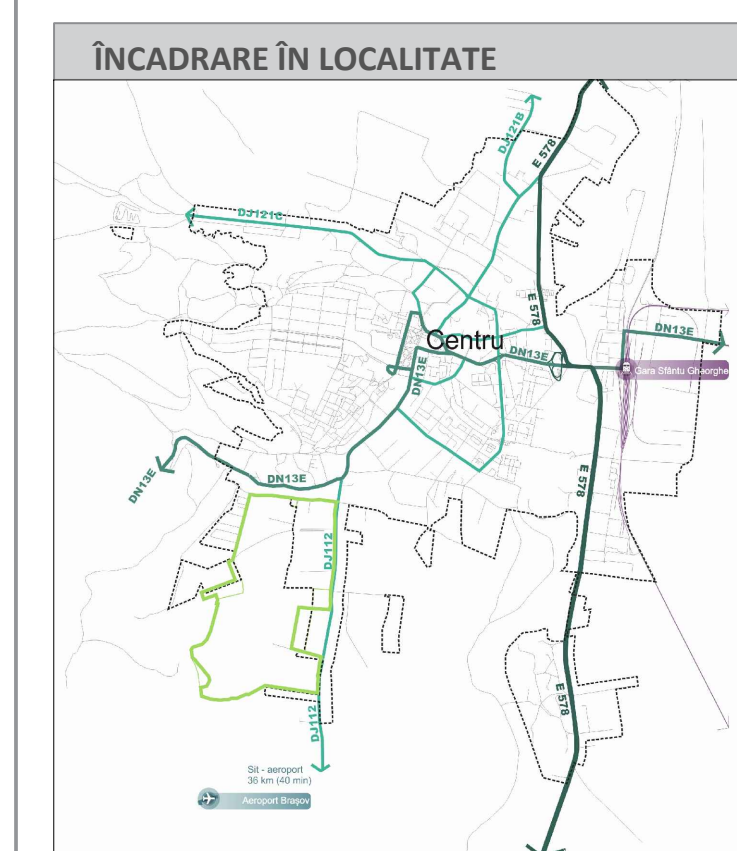 ÎNCADRARE ÎN LOCALITATE
DJ121B
E 578
DJ121C
E 578
Centru
DN13E
DN13E
DN13E
Gara Sfântu Gheorghe
DN13E
DN13E
E 578
DJ112
E 578
DJ112
Sit - aeroport
36 km (40 min)
Aeroport Brașov